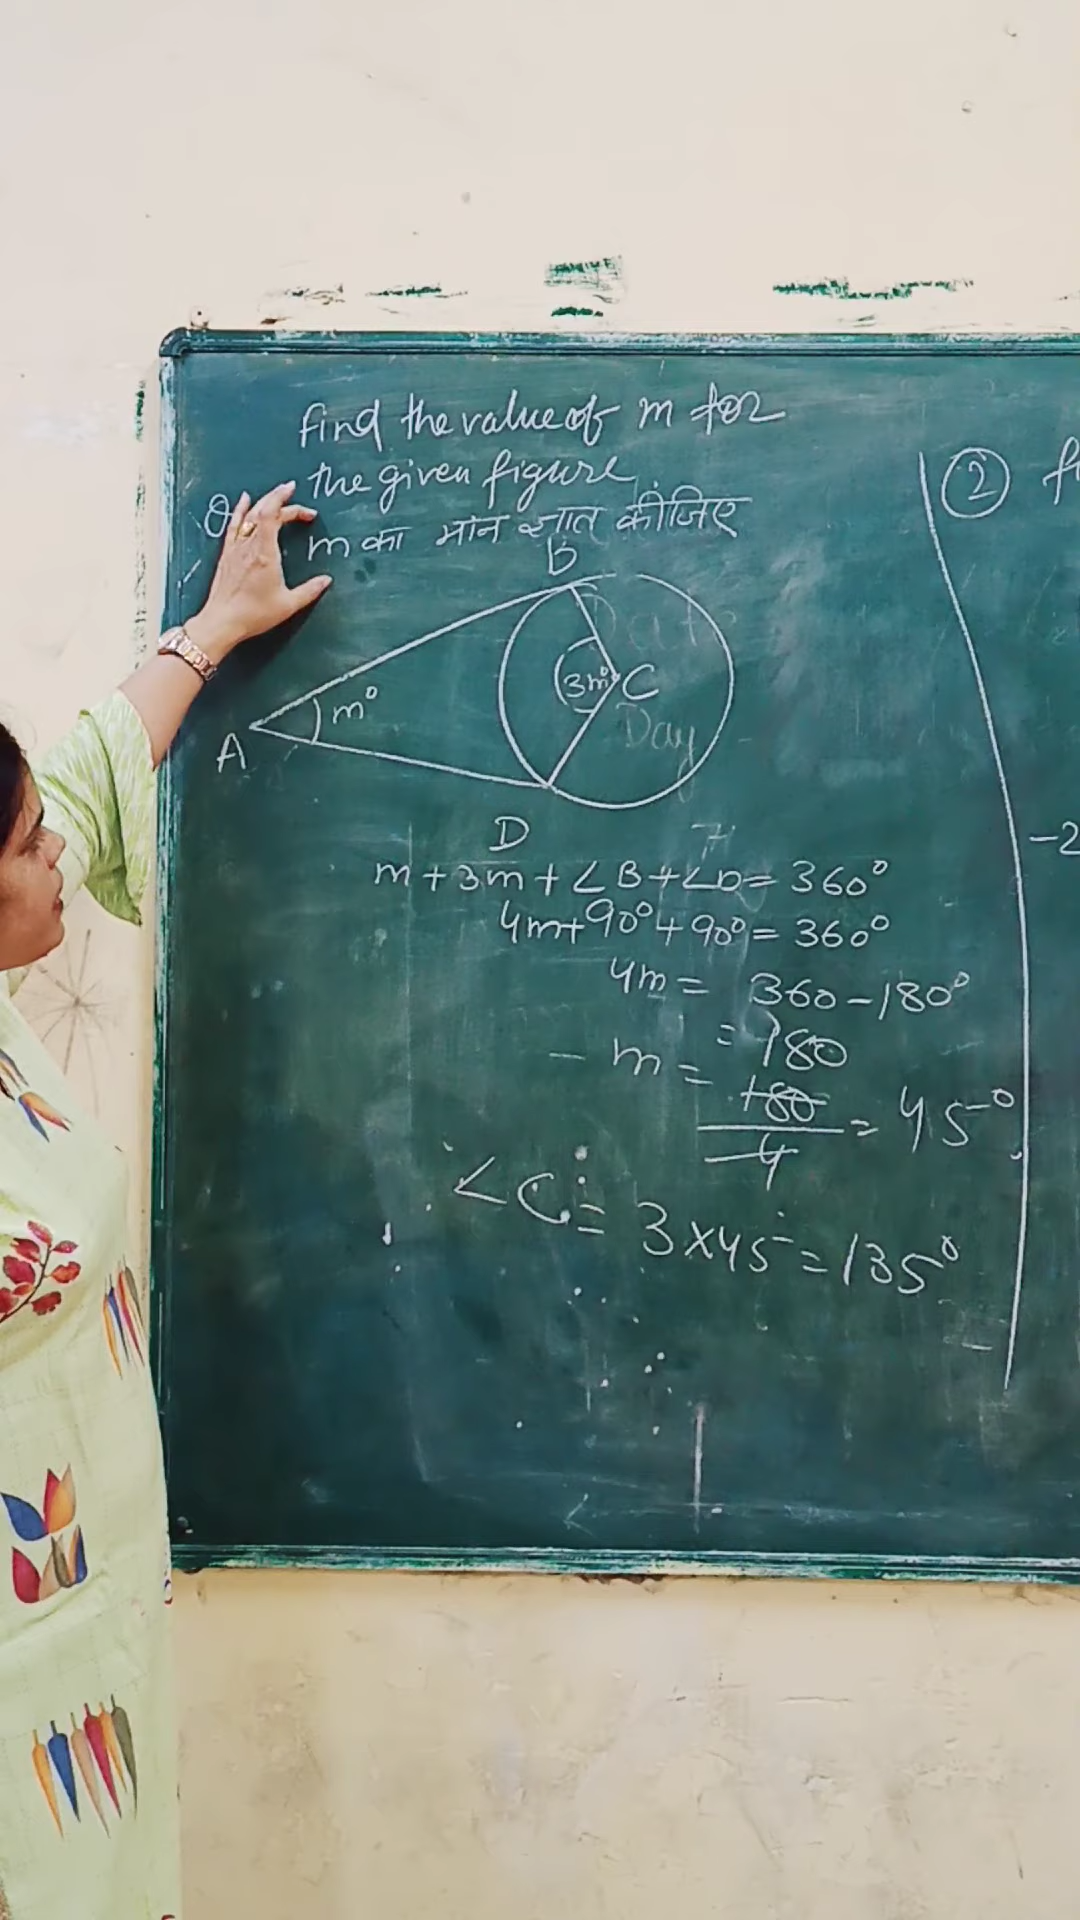 Find the value of m for
the given figure
m का मान ज्ञात कीजिए
B
m°
3m°
C
A
Day
D
m + 3m + ∠B + ∠D = 360°
4m + 90° + 90° = 360°
4m = 360 - 180°
= 180
- m = 180/4 = 45°
∠C = 3 × 45 = 135°
②
-2